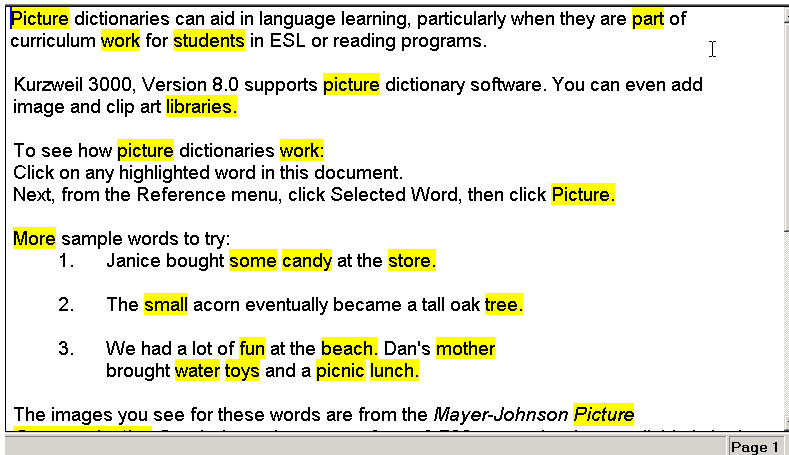 Picture dictionaries can aid in language learning, particularly when they are part of
curriculum work for students in ESL or reading programs.
Kurzweil 3000, Version 8.0 supports picture dictionary software. You can even add
image and clip art libraries.
To see how picture dictionaries work:
Click on any highlighted word in this document.
Next, from the Reference menu, click Selected Word, then click Picture.
More sample words to try:
1. Janice bought some candy at the store.
2. The small acorn eventually became a tall oak tree.
3. We had a lot of fun at the beach. Dan's mother
brought water toys and a picnic lunch.
The images you see for these words are from the Mayer-Johnson Picture
Page 1